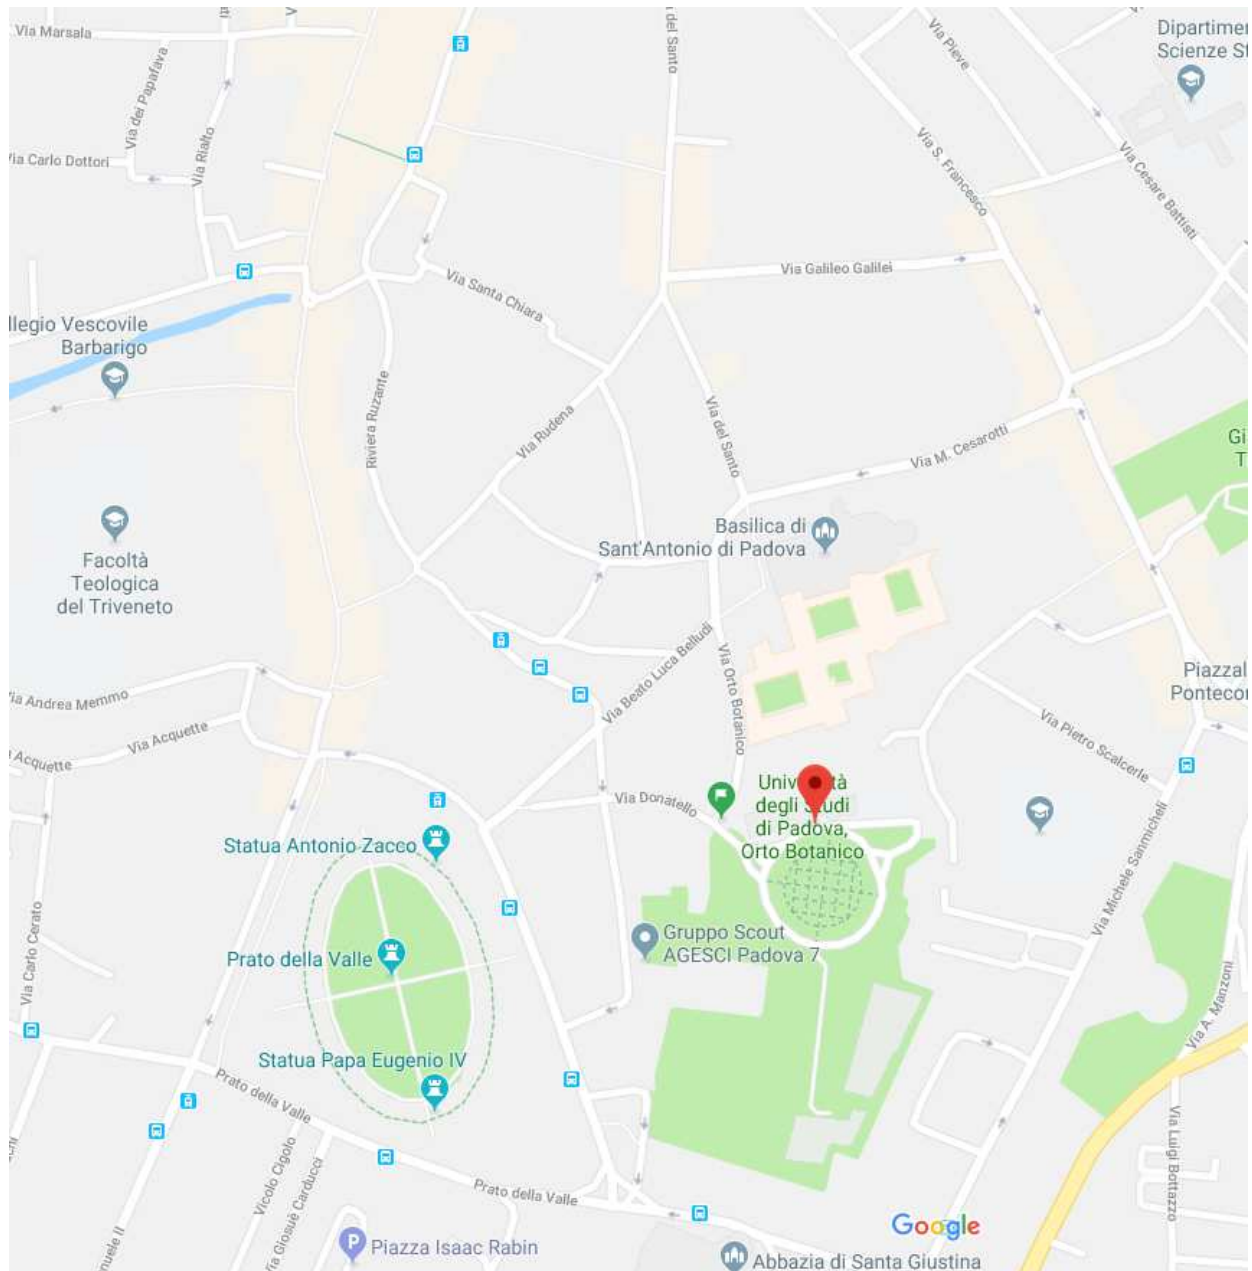 Via Marsala
Via dei Papafava
Via Rialto
Via Carlo Dottori
del Santo
Via Pieve
Dipartimen
Scienze St
Via S. Francesco
Via Cesare Battisti
Via Galileo Galilei
Via Santa Chiara
llegio Vescovile
Barbarigo
Riviera Ruzante
Via Rudena
Via del Santo
Via M. Cesarotti
Gi
T
Basilica di
Sant'Antonio di Padova
Facoltà
Teologica
del Triveneto
Via Beato Luca Belludi
Via Orto Botanico
Piazzal
Pontecor
Via Andrea Memmo
Via Acquette
Acquette
Via Pietro Scalcerle
Via Donatello
Università
degli Studi
di Padova,
Orto Botanico
Statua Antonio Zacco
Via Michele Sanmicheli
Gruppo Scout
AGESCI Padova 7
Prato della Valle
Via Carlo Cerato
Via A. Manzoni
Statua Papa Eugenio IV
Prato della Valle
Vicolo Cigolo
Via Giosuè Carducci
Via Luigi Bottazzo
Prato della Valle
nuele II
Piazza Isaac Rabin
Google
Abbazia di Santa Giustina